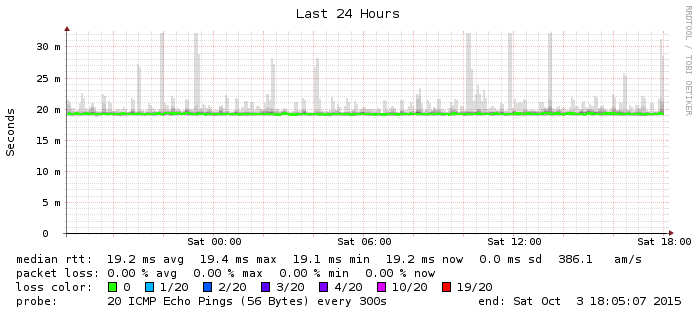 Last 24 Hours
RRDTOOL / TOBI OETIKER
Seconds
30 m
25 m
20 m
15 m
10 m
5 m
0
Sat 00:00 Sat 06:00 Sat 12:00 Sat 18:00
median rtt: 19.2 ms avg 19.4 ms max 19.1 ms min 19.2 ms now 0.0 ms sd 386.1 am/s
packet loss: 0.00 % avg 0.00 % max 0.00 % min 0.00 % now
loss color: 0 1/20 2/20 3/20 4/20 10/20 19/20
probe: 20 ICMP Echo Pings (56 Bytes) every 300s end: Sat Oct 3 18:05:07 2015